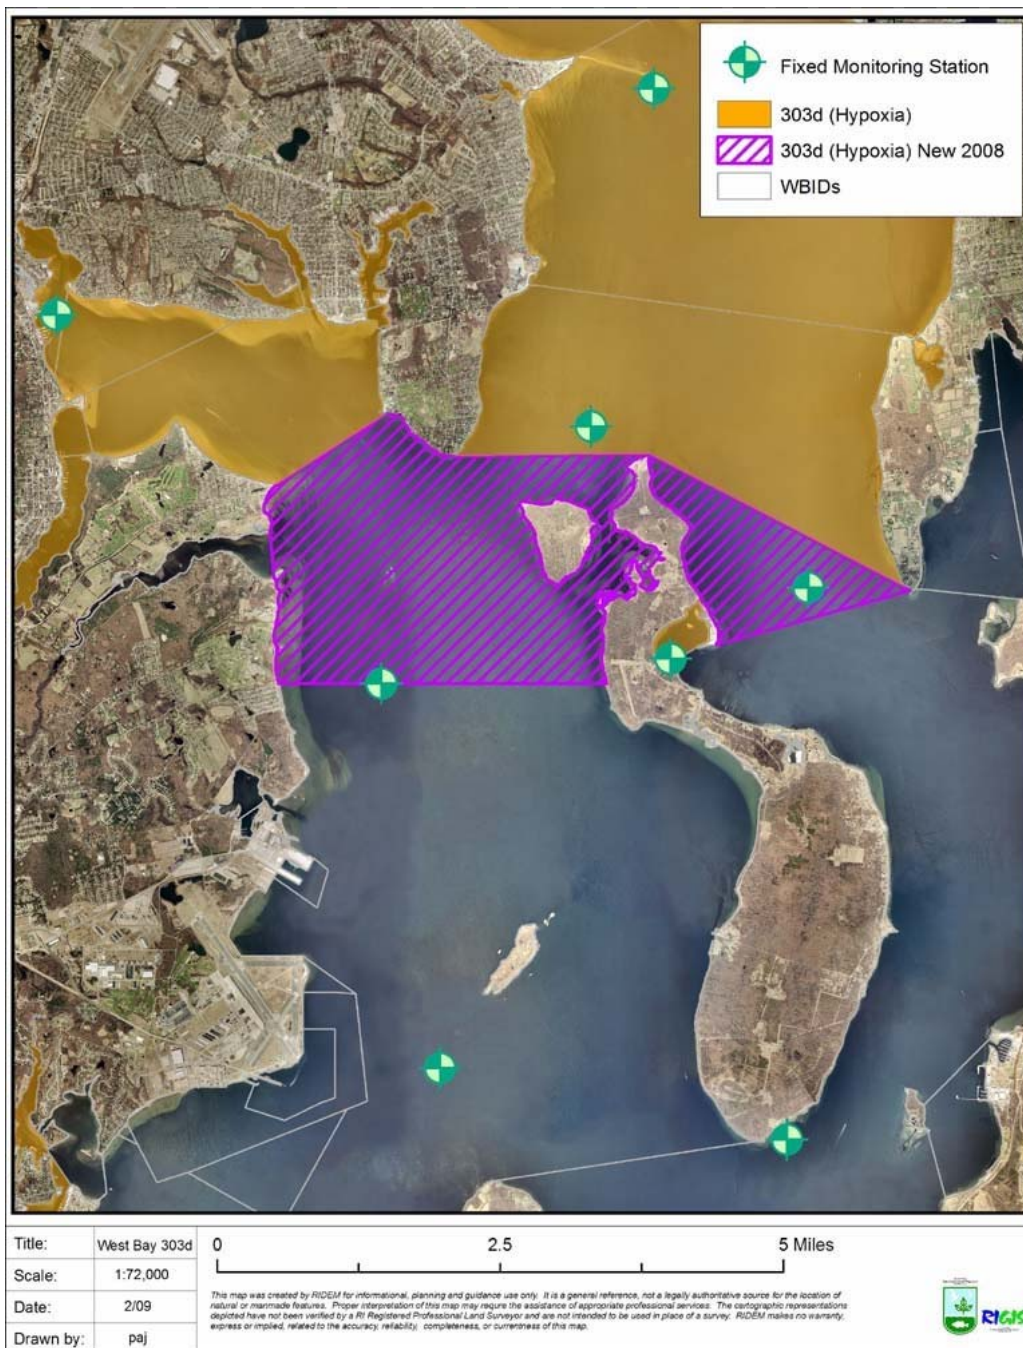 Fixed Monitoring Station
303d (Hypoxia)
303d (Hypoxia) New 2008
WBIDs
Title: West Bay 303d
Scale: 1:72,000
Date: 2/09
Drawn by: paj
0 2.5 5 Miles
This map was created by RIDEM for informational, planning and guidance use only. It is a general reference, not a legally authoritative source for the location of
natural or manmade features. Proper interpretation of this map may require the assistance of appropriate professional services. The cartographic representations
depicted have not been verified by a RI Registered Professional Land Surveyor and are not intended to be used in place of a survey. RIDEM makes no warranty,
express or implied, related to the accuracy, reliability, completeness, or currentness of this map.
RIGIS